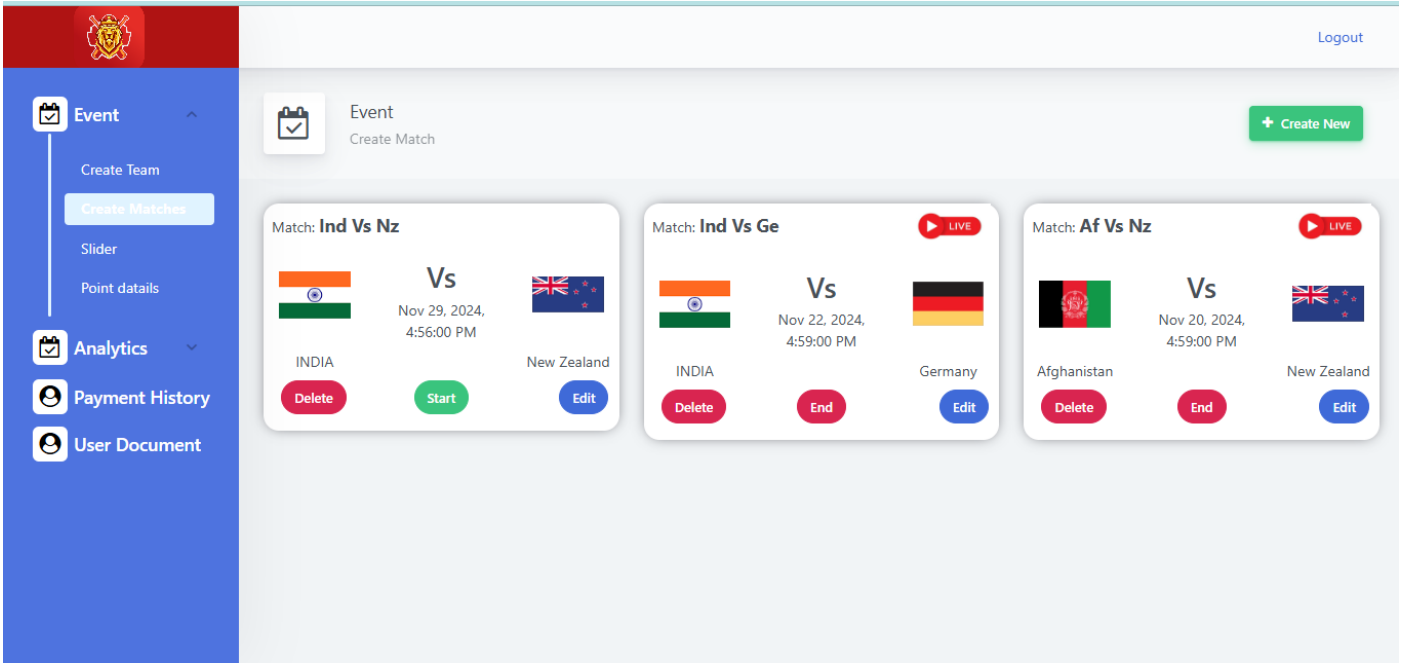 Logout
Event
Create Team
Create Matches
Slider
Point datails
Analytics
Payment History
User Document
Event
Create Match
+ Create New
Match: Ind Vs Nz
Vs
Nov 29, 2024,
4:56:00 PM
INDIA
New Zealand
Delete
Start
Edit
Match: Ind Vs Ge
LIVE
Vs
Nov 22, 2024,
4:59:00 PM
INDIA
Germany
Delete
End
Edit
Match: Af Vs Nz
LIVE
Vs
Nov 20, 2024,
4:59:00 PM
Afghanistan
New Zealand
Delete
End
Edit